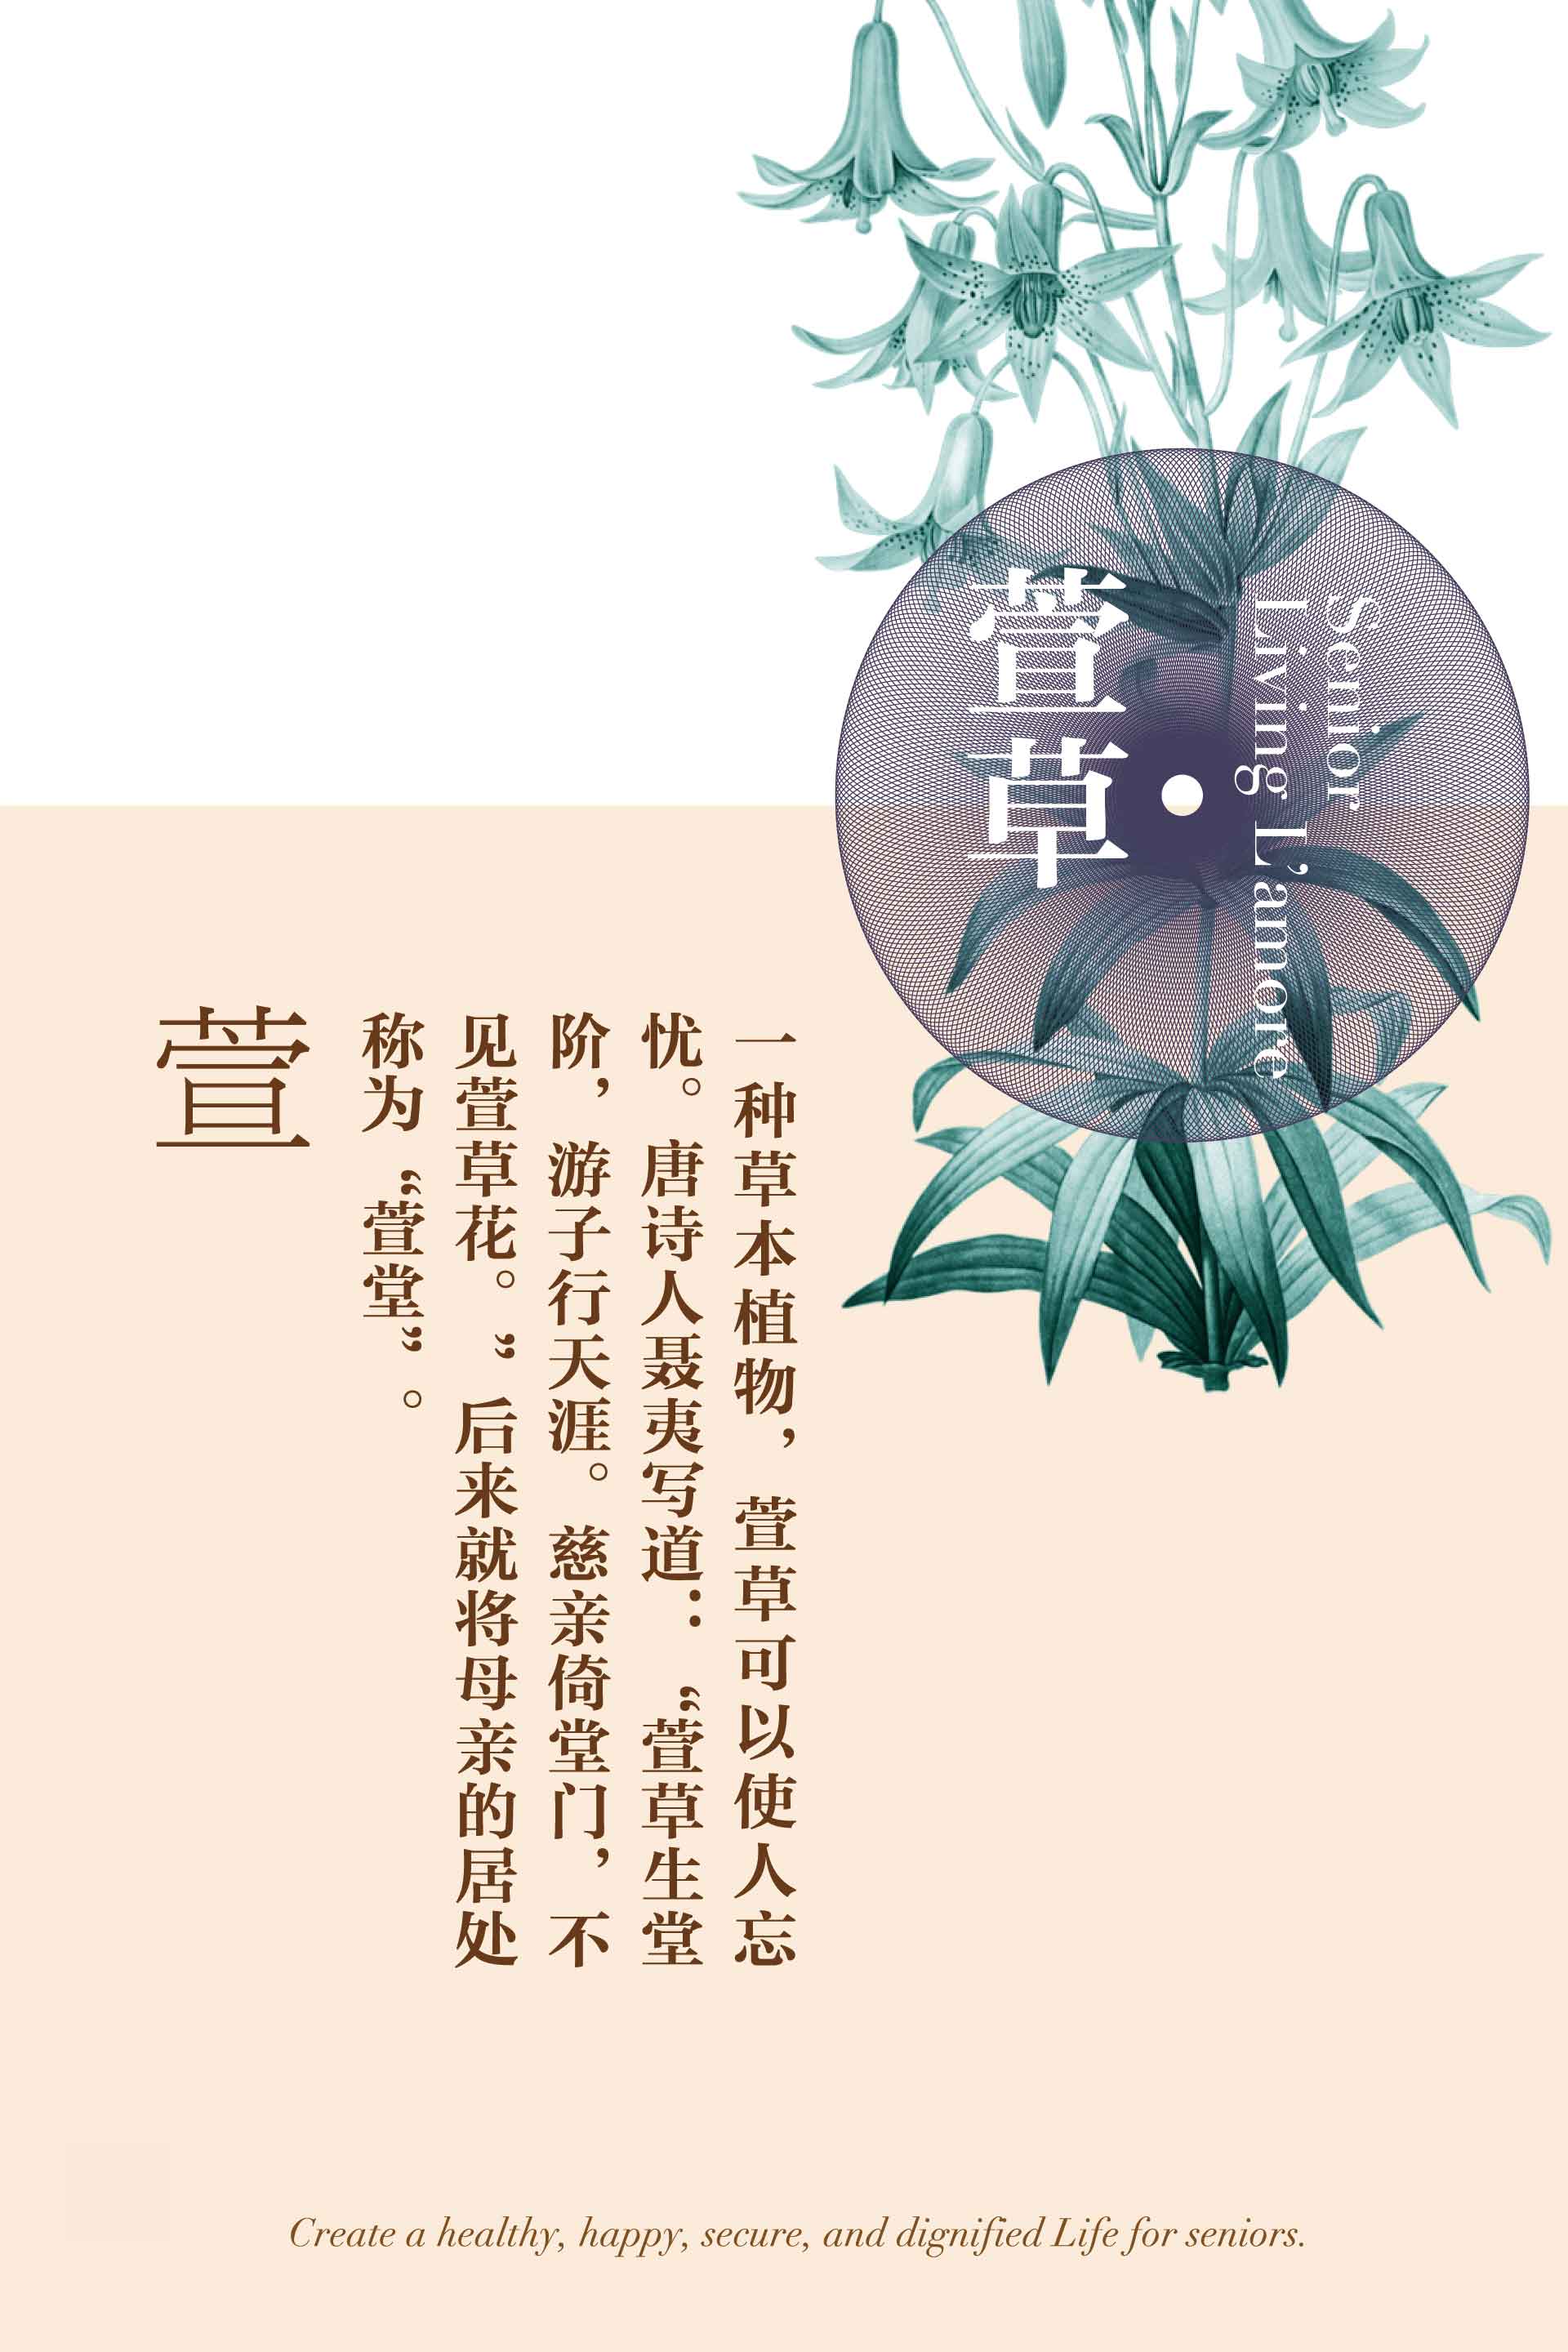 萱草
Senior
Living L’amore
一种草本植物，萱草可以使人忘
忧。唐诗人聂夷写道：“萱草生堂
阶，游子行天涯。慈亲倚堂门，不
见萱草花。”后来就将母亲的居处
称为“萱堂”。
萱
Create a healthy, happy, secure, and dignified Life for seniors.